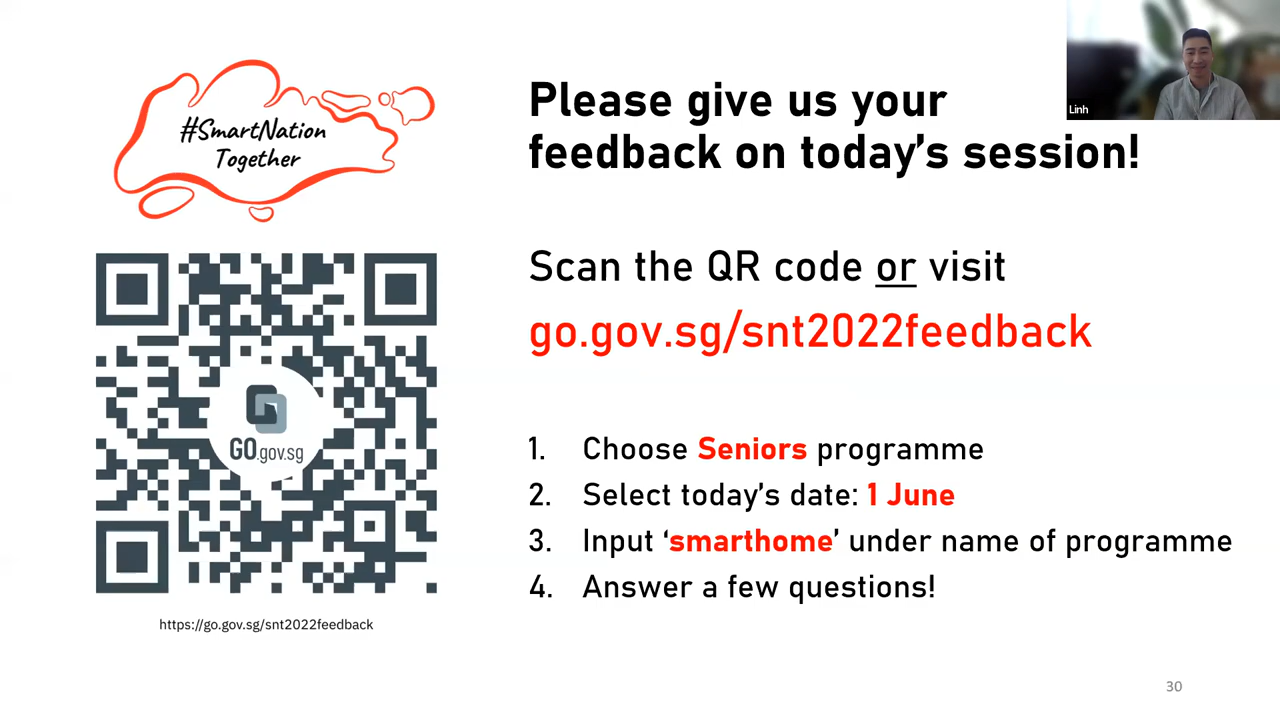 #SmartNation
Together
Please give us your
feedback on today's session!
Linh
Scan the QR code or visit
go.gov.sg/snt2022feedback
GO.gov.sg
1. Choose Seniors programme
2. Select today's date: 1 June
3. Input ‘smarthome’ under name of programme
4. Answer a few questions!
https://go.gov.sg/snt2022feedback
30